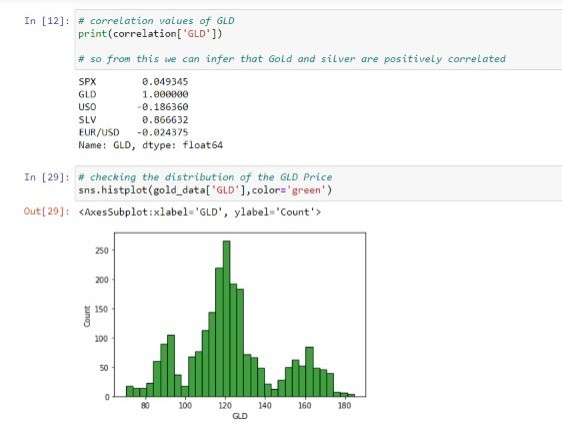 In [12]: # correlation values of GLD
print(correlation['GLD'])
# so from this we can infer that Gold and silver are positively correlated
SPX 0.049345
GLD 1.000000
USO -0.186360
SLV 0.866632
EUR/USD -0.024375
Name: GLD, dtype: float64
In [29]: # checking the distribution of the GLD Price
sns.histplot(gold_data['GLD'],color='green')
Out[29]: <AxesSubplot:xlabel='GLD', ylabel='Count'>
250
200
150
100
50
0
Count
80 100 120 140 160 180
GLD